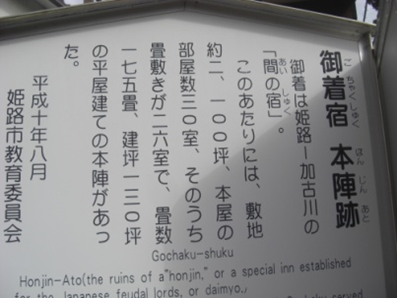 御着宿 本陣跡
ごちゃくしゅく ほんじんあと
御着は姫路−加古川の
「間の宿」。
あい しゅく
このあたりには、敷地
約二、一〇〇坪、本屋の
部屋数三〇室、そのうち
畳敷きが二六室で、畳数
一七五畳、建坪一三〇坪
の平屋建ての本陣があっ
た。
平成十年八月
姫路市教育委員会
Gochaku-shuku
Honjin-Ato(the ruins of a"honjin," or a special inn established
for the Japanese feudal lords, or daimyo.)